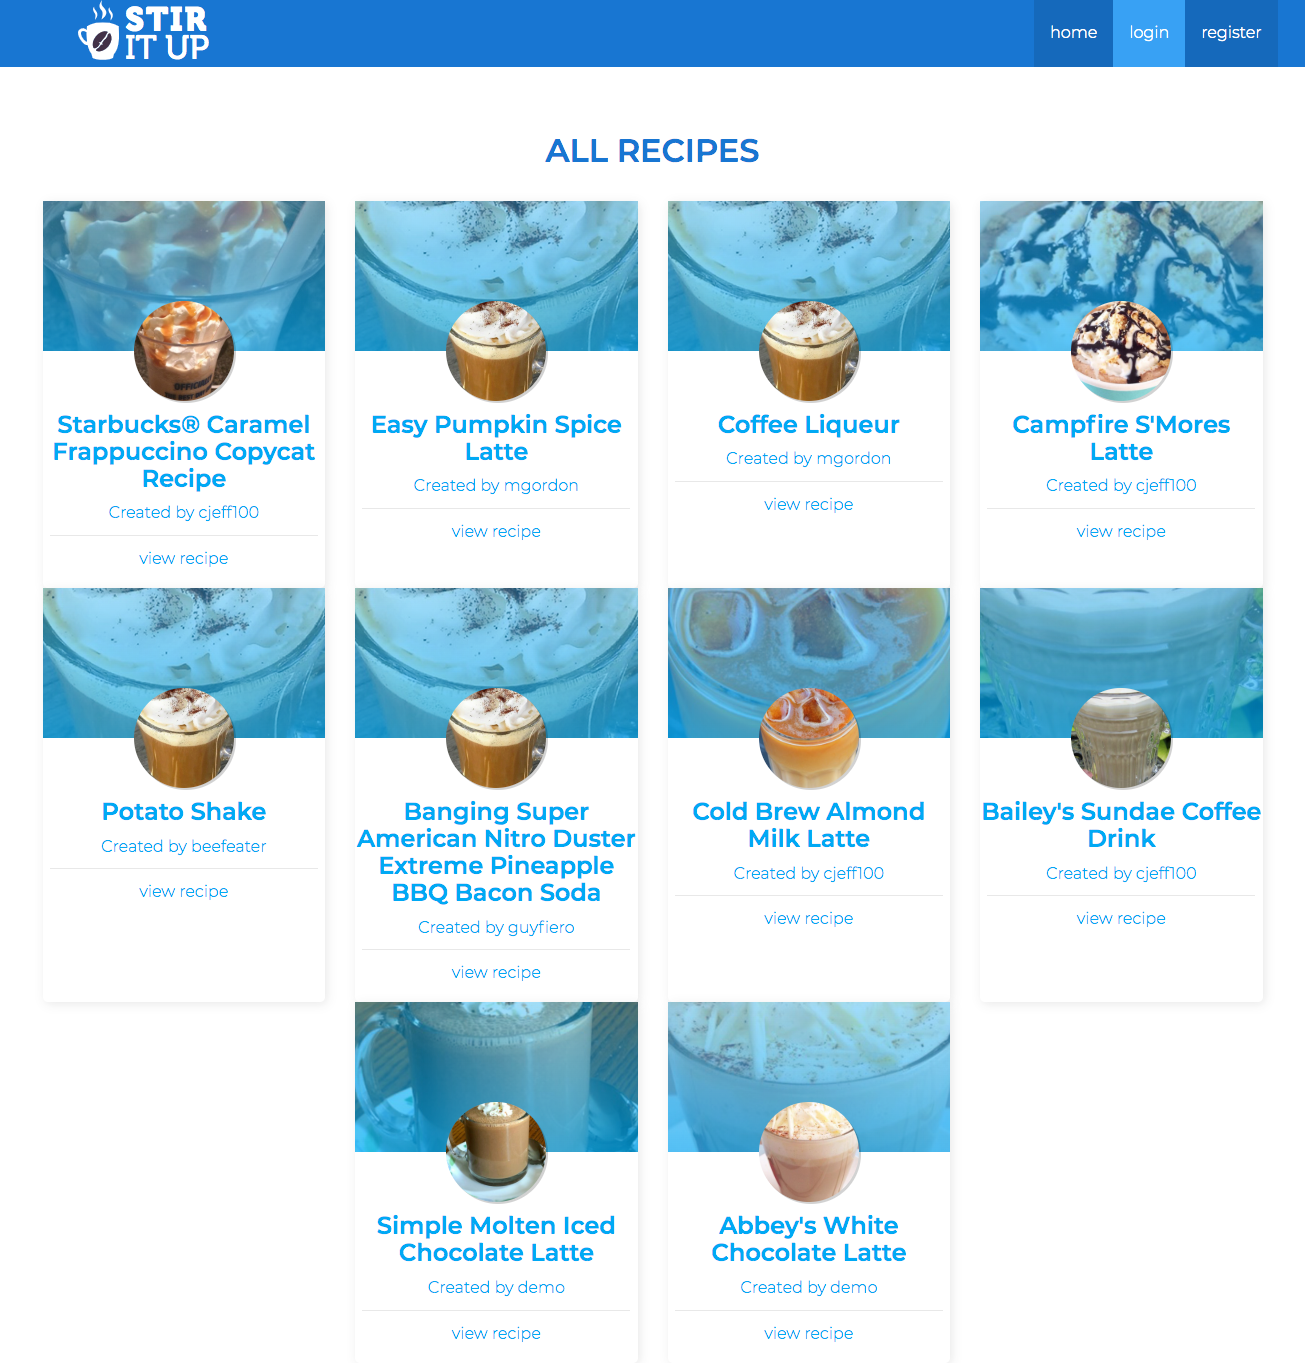 STIR
IT UP
home
login
register
ALL RECIPES
Starbucks® Caramel
Frappuccino Copycat
Recipe
Created by cjeff100
view recipe
Easy Pumpkin Spice
Latte
Created by mgordon
view recipe
Coffee Liqueur
Created by mgordon
view recipe
Campfire S'Mores
Latte
Created by cjeff100
view recipe
Potato Shake
Created by beefeater
view recipe
Banging Super
American Nitro Duster
Extreme Pineapple
BBQ Bacon Soda
Created by guyfiero
view recipe
Cold Brew Almond
Milk Latte
Created by cjeff100
view recipe
Bailey's Sundae Coffee
Drink
Created by cjeff100
view recipe
Simple Molten Iced
Chocolate Latte
Created by demo
view recipe
Abbey's White
Chocolate Latte
Created by demo
view recipe